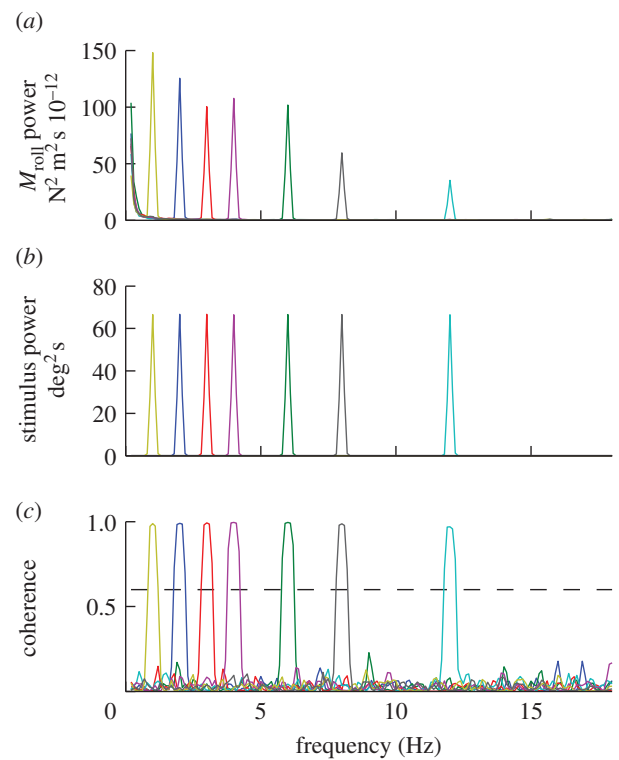 (a)
150
100
50
0
M_roll power
N² m² s 10⁻¹²
(b)
80
60
40
20
0
stimulus power
deg² s
(c)
1.0
0.5
0
coherence
5
10
15
frequency (Hz)